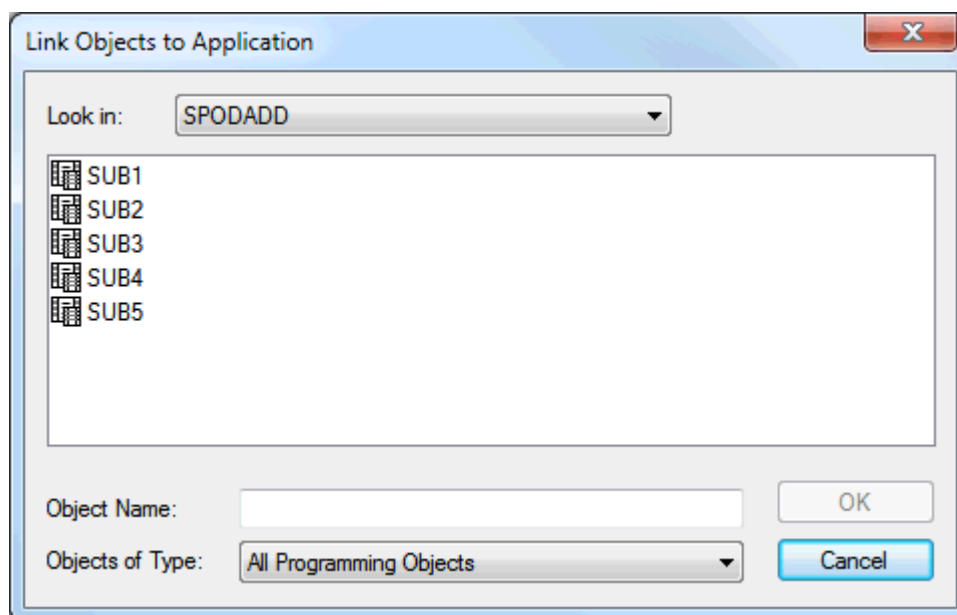 Link Objects to Application
Look in: SPODADD
SUB1
SUB2
SUB3
SUB4
SUB5
Object Name: OK
Objects of Type: All Programming Objects Cancel